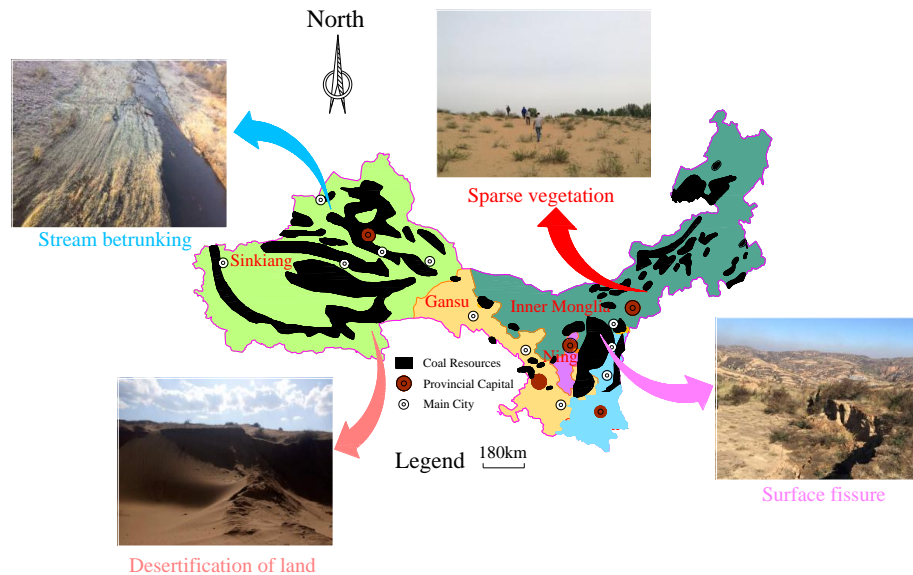 North
Sparse vegetation
Stream betrunking
Sinkiang
Gansu
Inner Monglia
Ning
Coal Resources
Provincial Capital
Main City
Legend 180km
Surface fissure
Desertification of land